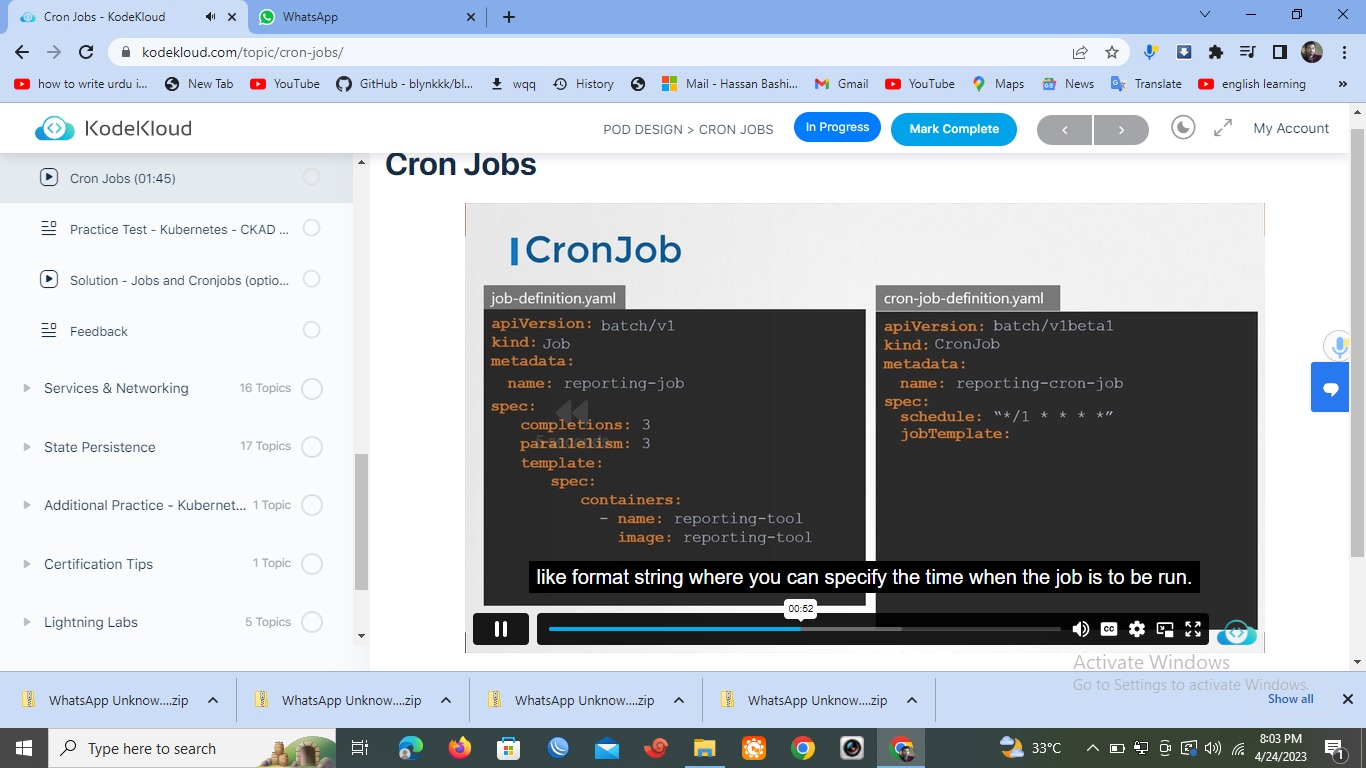 Cron Jobs - KodeKloud
WhatsApp
kodekloud.com/topic/cron-jobs/
how to write urdu i...
New Tab
YouTube
GitHub - blynkkk/bl...
wqq
History
Mail - Hassan Bashi...
Gmail
YouTube
Maps
News
Translate
english learning
»
KodeKloud
POD DESIGN > CRON JOBS
In Progress
Mark Complete
<
>
My Account
Cron Jobs (01:45)
Practice Test - Kubernetes - CKAD ...
Solution - Jobs and Cronjobs (optio...
Feedback
Services & Networking 16 Topics
State Persistence 17 Topics
Additional Practice - Kubernet... 1 Topic
Certification Tips 1 Topic
Lightning Labs 5 Topics
Cron Jobs
CronJob
job-definition.yaml
apiVersion: batch/v1
kind: Job
metadata:
name: reporting-job
spec:
completions: 3
parallelism: 3
template:
spec:
containers:
- name: reporting-tool
image: reporting-tool
cron-job-definition.yaml
apiVersion: batch/v1beta1
kind: CronJob
metadata:
name: reporting-cron-job
spec:
schedule: “*/1 * * * *”
jobTemplate:
like format string where you can specify the time when the job is to be run.
00:52
CC
Activate Windows
Go to Settings to activate Windows.
WhatsApp Unknow....zip
WhatsApp Unknow....zip
WhatsApp Unknow....zip
WhatsApp Unknow....zip
Show all
Type here to search
33°C
8:03 PM
4/24/2023
1